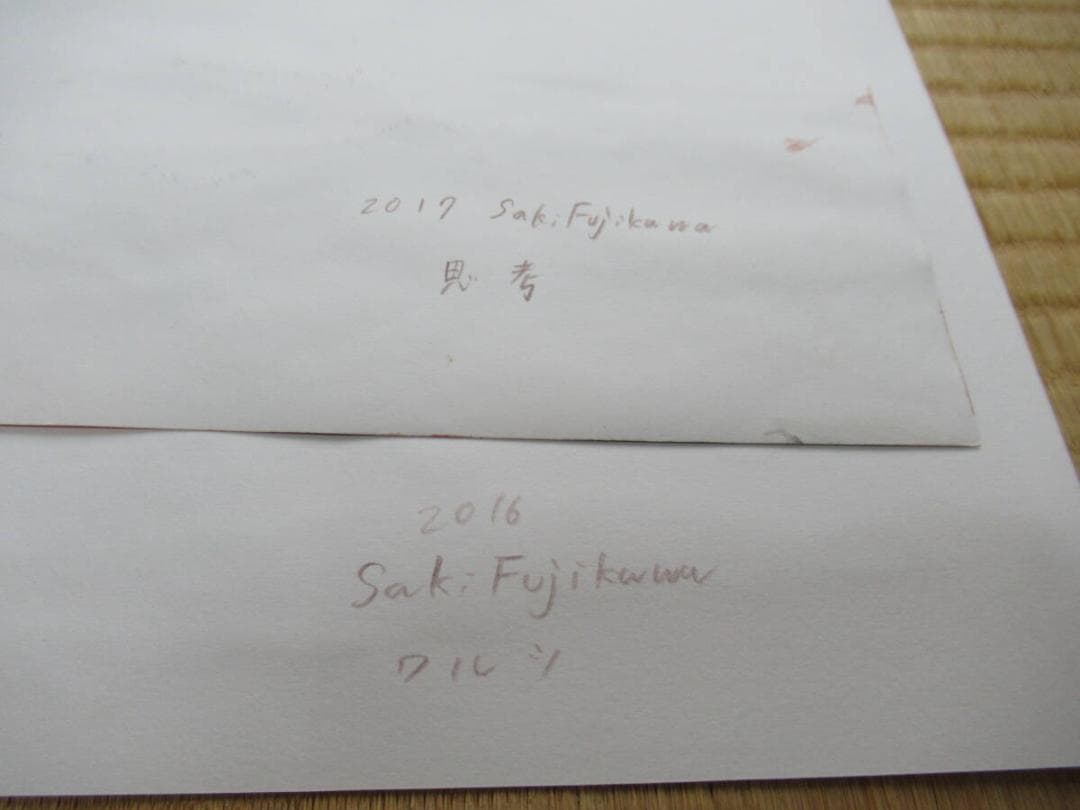 2017 Saki Fujikawa
思考
2016
Saki Fujikawa
ワルツ